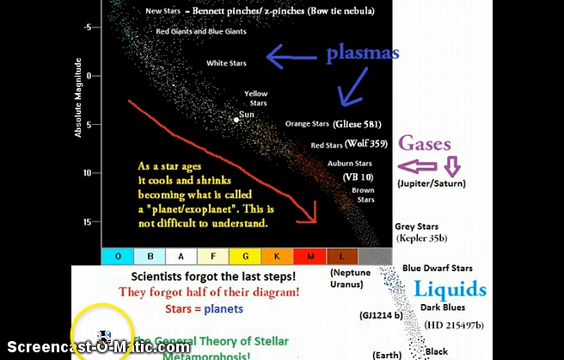 New Stars = Bennett pinches/ z-pinches (Bow tie nebula)
-5
Red Giants and Blue Giants
plasmas
White Stars
0
Absolute Magnitude
Yellow
Stars
Sun
5
Orange Stars (Gliese 581)
Red Stars (Wolf 359)
Gases
Auburn Stars
(VB 10)
10
As a star ages
it cools and shrinks
becoming what is called
a "planet/exoplanet". This is
not difficult to understand.
Brown
Stars
(Jupiter/Saturn)
15
Grey Stars
(Kepler 35b)
O B A F G K M L
Scientists forgot the last steps!
They forgot half of their diagram!
Stars = planets
(Neptune
Uranus)
Blue Dwarf Stars
Liquids
Dark Blues
(GJ1214 b)
(HD 215497b)
The General Theory of Stellar
Metamorphosis!
(Earth)
Black
Screencast-O-Matic.com